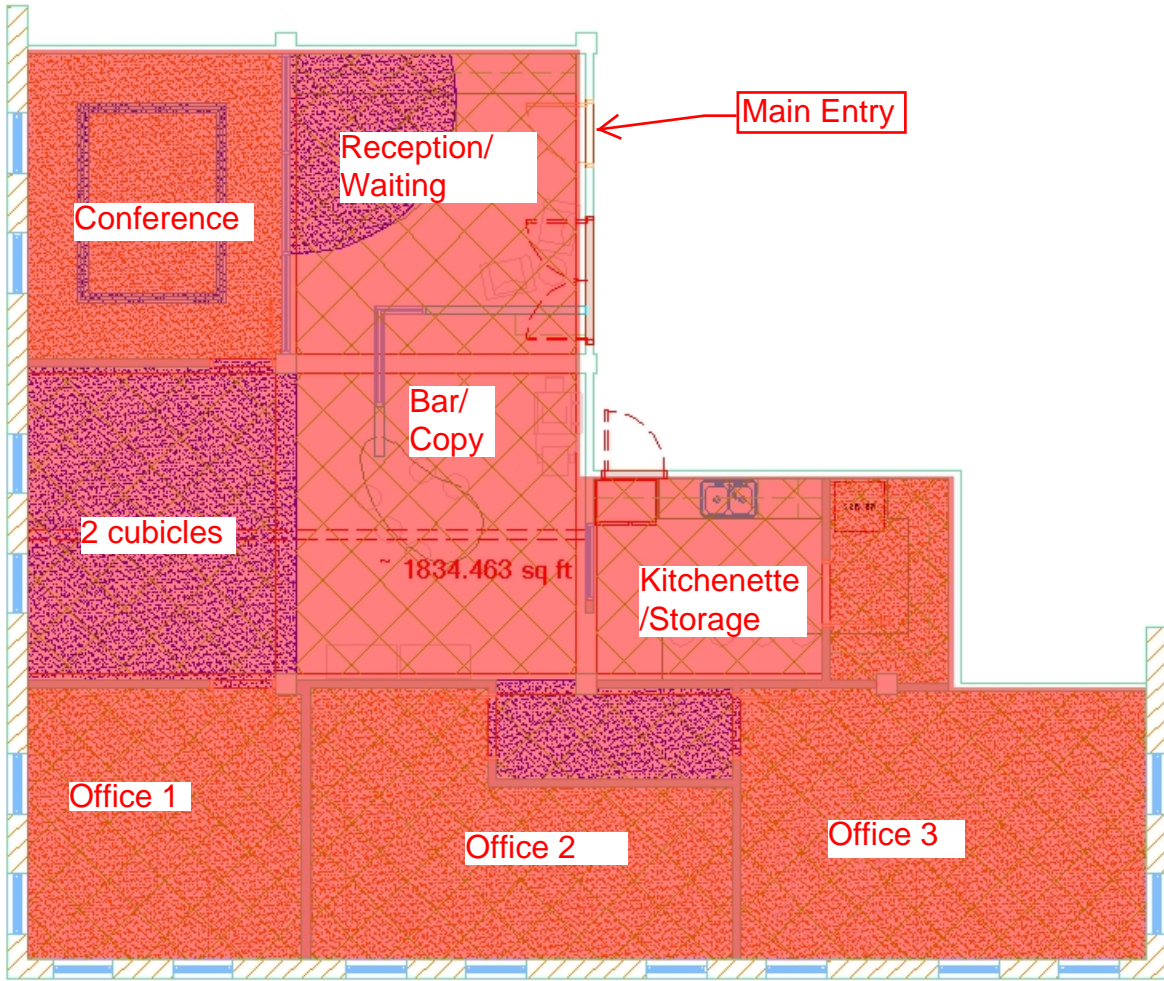 Main Entry
Reception/
Waiting
Conference
Bar/
Copy
2 cubicles
~ 1834.463 sq ft
Kitchenette
/Storage
Office 1
Office 2
Office 3